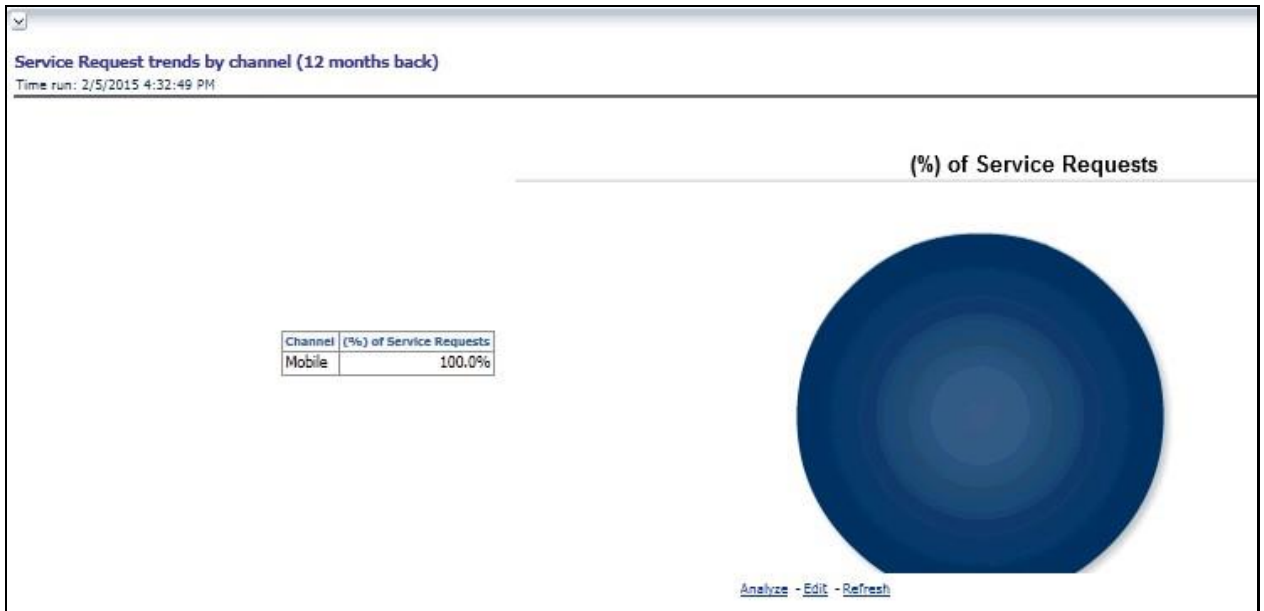 Service Request trends by channel (12 months back)
Time run: 2/5/2015 4:32:49 PM
(%) of Service Requests
Channel (%) of Service Requests
Mobile 100.0%
Analyze - Edit - Refresh